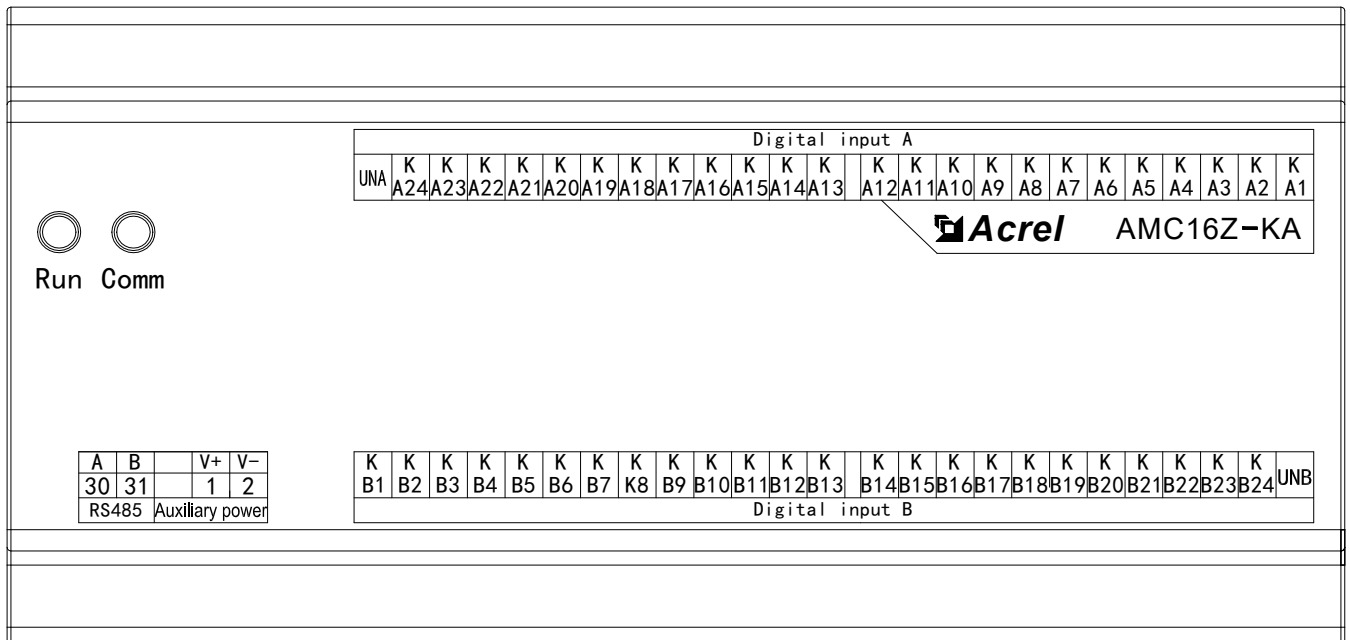 Digital input A
UNA K A24 K A23 K A22 K A21 K A20 K A19 K A18 K A17 K A16 K A15 K A14 K A13 K A12 K A11 K A10 K A9 K A8 K A7 K A6 K A5 K A4 K A3 K A2 K A1
Acrel AMC16Z-KA
Run Comm
A B V+ V-
30 31 1 2
RS485 Auxiliary power
K B1 K B2 K B3 K B4 K B5 K B6 K B7 K K8 K B9 K B10 K B11 K B12 K B13 K B14 K B15 K B16 K B17 K B18 K B19 K B20 K B21 K B22 K B23 K B24 UNB
Digital input B